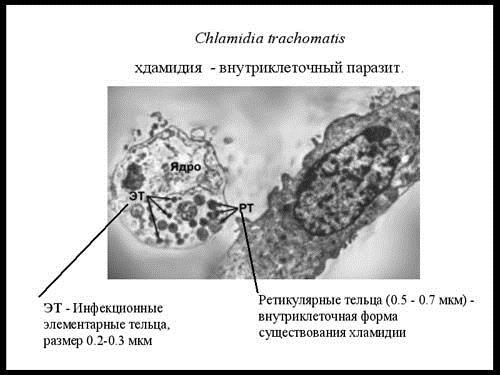 Chlamidia trachomatis
хдамидия - внутриклеточный паразит.
Ядро
ЭТ
РТ
ЭТ - Инфекционные
элементарные тельца,
размер 0.2-0.3 мкм
Ретикулярные тельца (0.5 - 0.7 мкм) -
внутриклеточная форма
существования хламидии